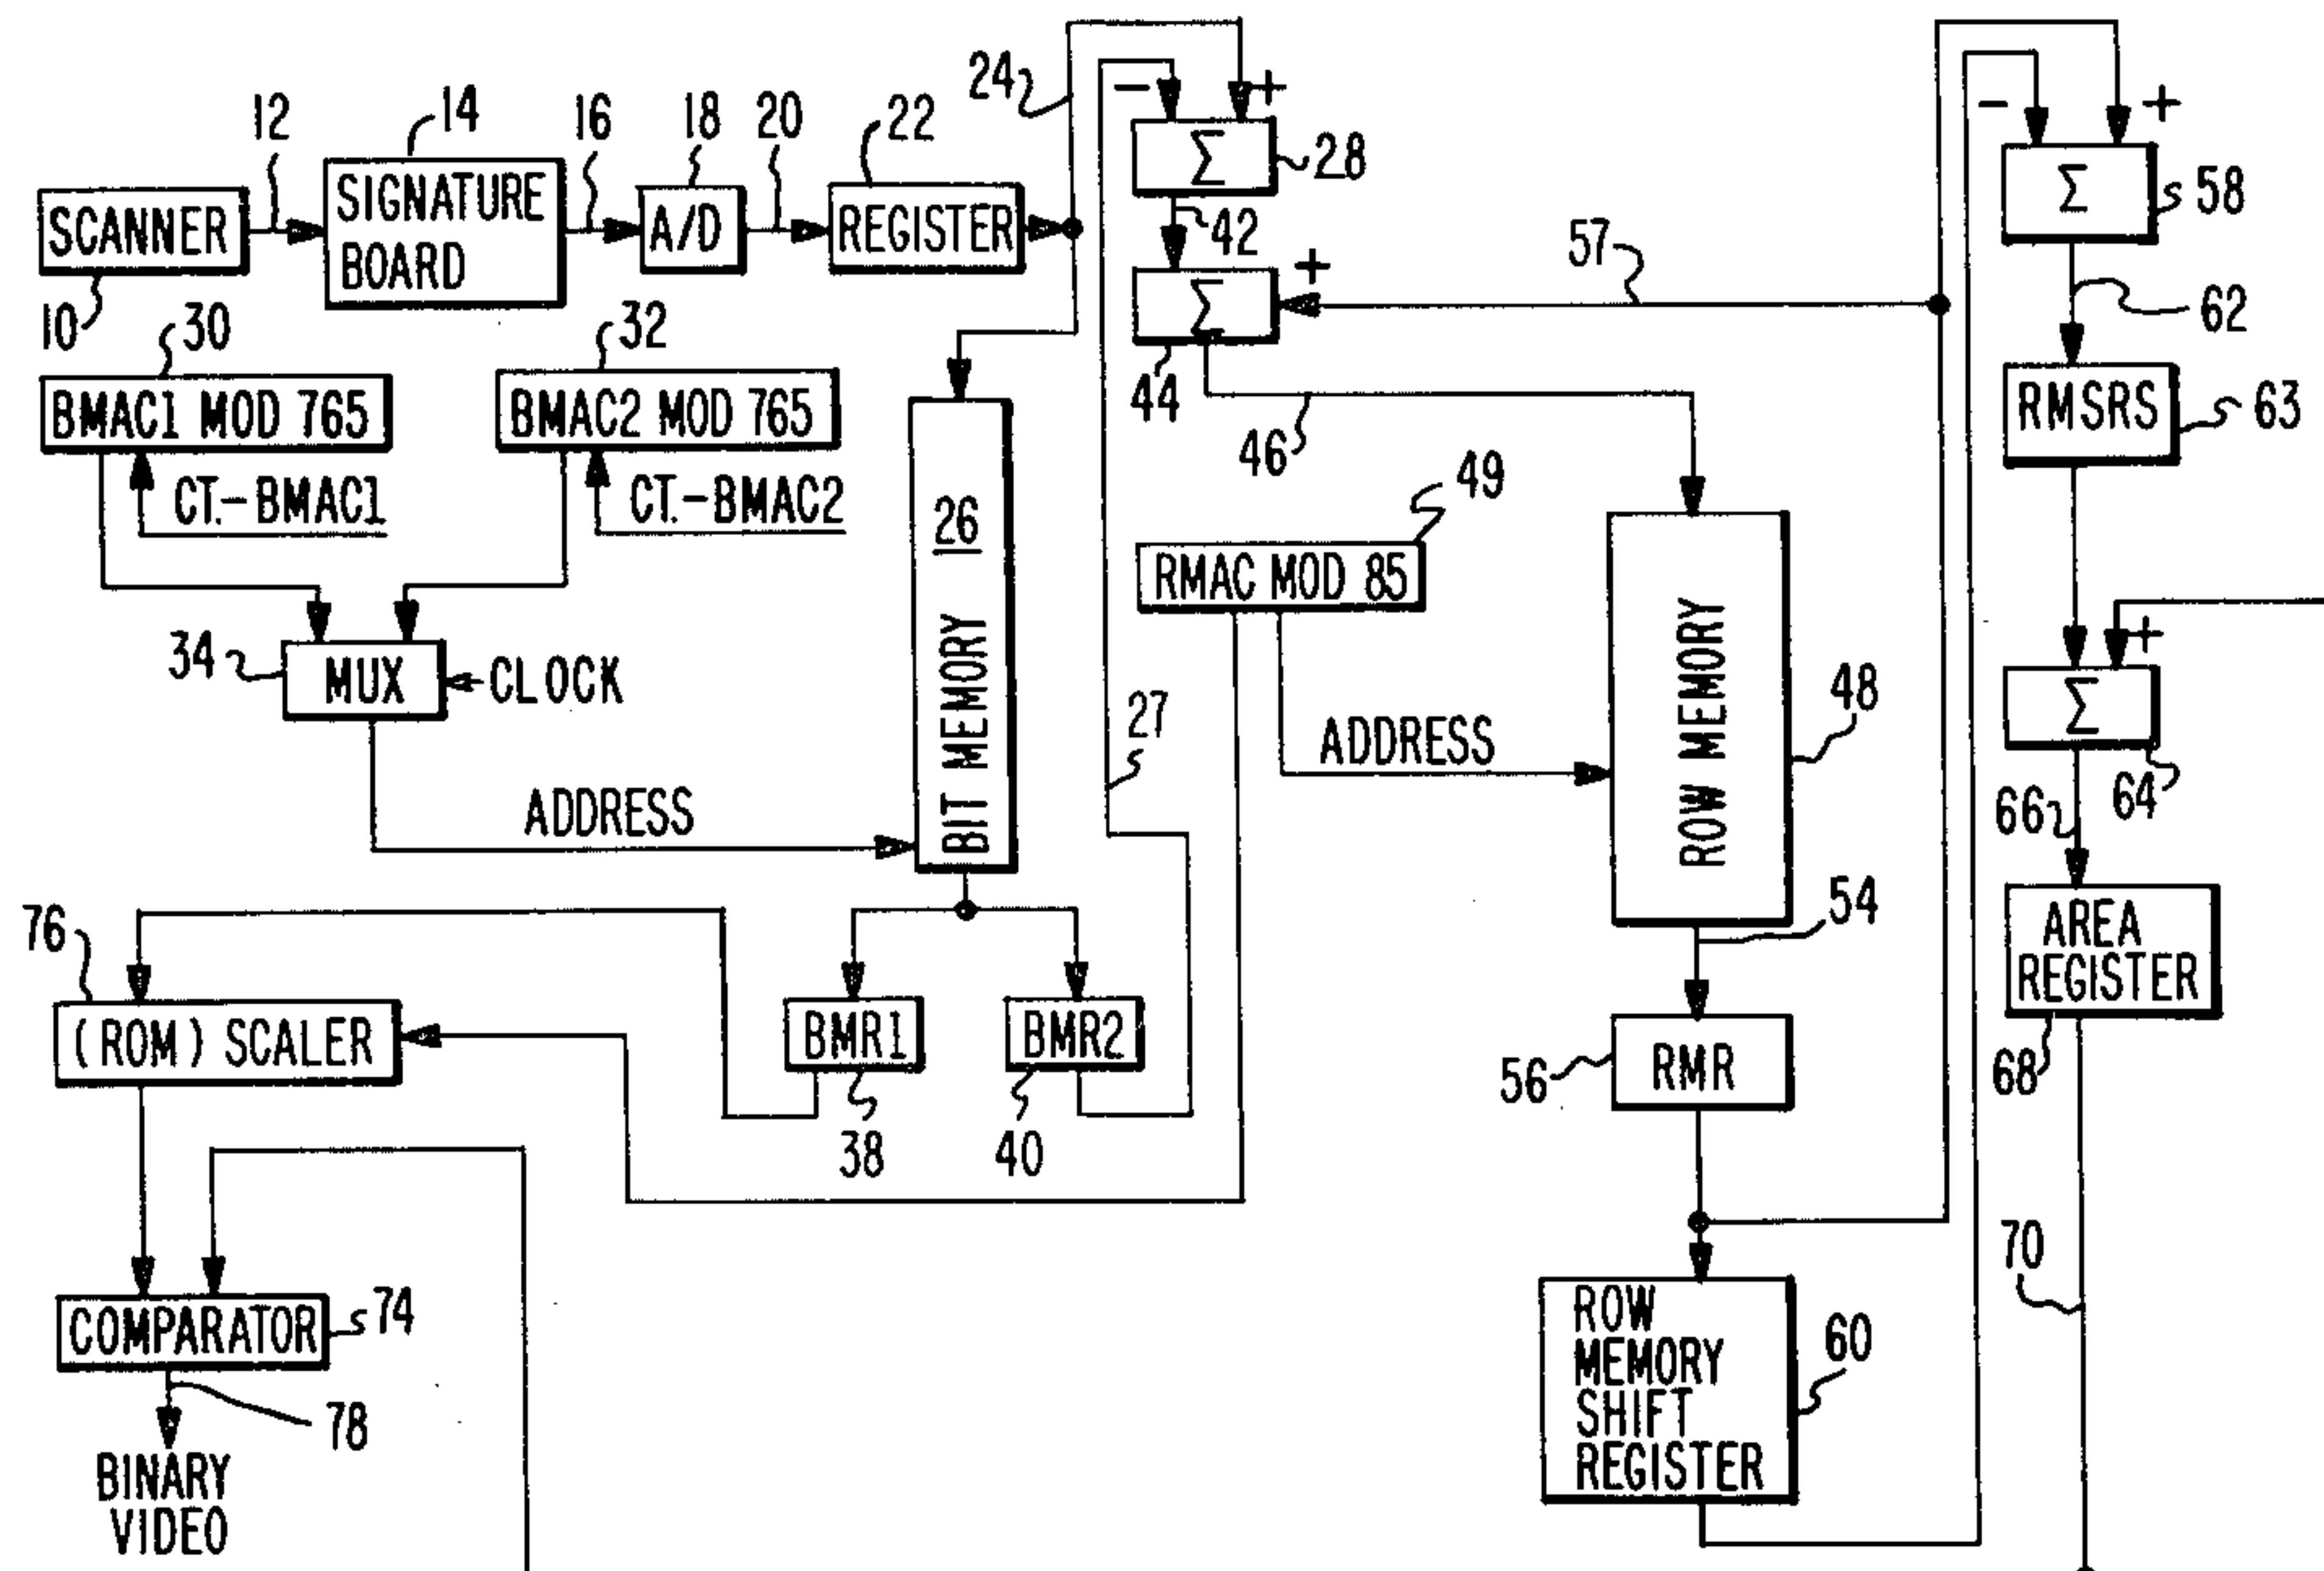 24
12
14
16
18
20
22
-
+
Σ
28
-
+
Σ
58
SCANNER
SIGNATURE
BOARD
A/D
REGISTER
10
42
57
62
30
32
+
Σ
44
BMAC1 MOD 765
BMAC2 MOD 765
CT.-BMAC1
CT.-BMAC2
46
RMSRS
63
26
BIT MEMORY
49
RMAC MOD 85
34
MUX
CLOCK
27
ROW MEMORY
48
+
Σ
64
66
ADDRESS
ADDRESS
76
54
AREA
REGISTER
68
(ROM) SCALER
BMR1
BMR2
56
RMR
38
40
70
COMPARATOR
74
ROW
MEMORY
SHIFT
REGISTER
60
78
BINARY
VIDEO